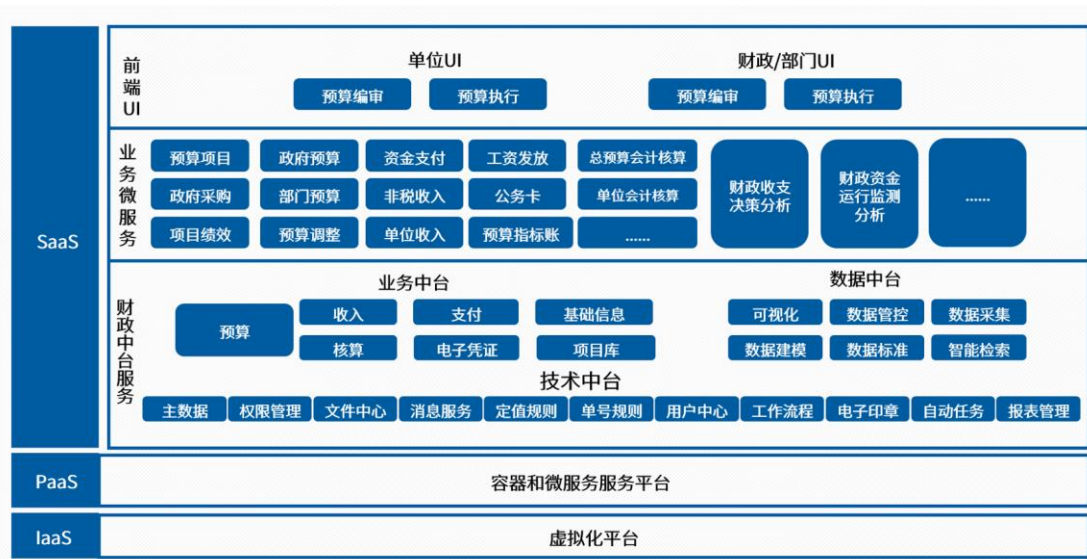 SaaS
前端UI
单位UI
财政/部门UI
预算编审
预算执行
预算编审
预算执行
业务微服务
预算项目
政府预算
资金支付
工资发放
总预算会计核算
政府采购
部门预算
非税收入
公务卡
单位会计核算
项目绩效
预算调整
单位收入
预算指标账
......
财政收支
决策分析
财政资金
运行监测
分析
......
财政中台服务
业务中台
数据中台
预算
收入
支付
基础信息
核算
电子凭证
项目库
可视化
数据管控
数据采集
数据建模
数据标准
智能检索
技术中台
主数据
权限管理
文件中心
消息服务
定值规则
单号规则
用户中心
工作流程
电子印章
自动任务
报表管理
PaaS
容器和微服务服务平台
IaaS
虚拟化平台